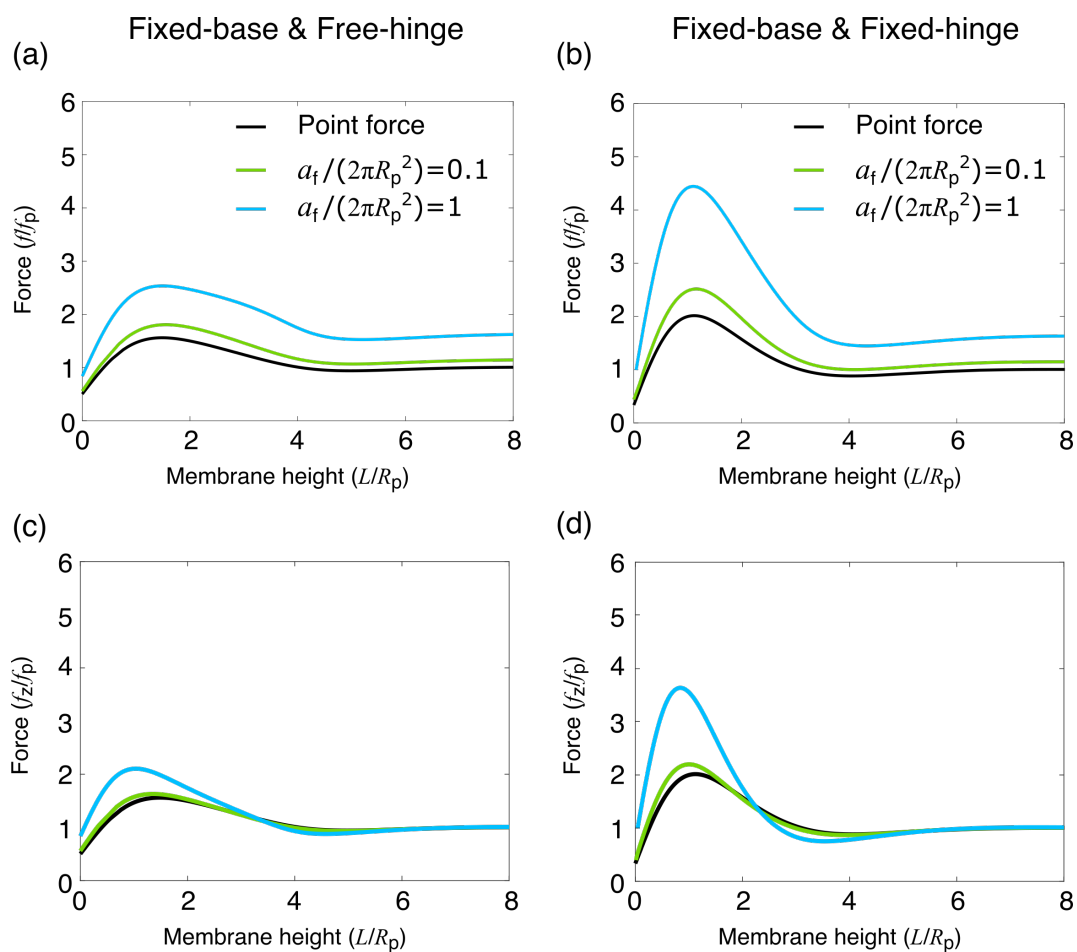 Fixed-base & Free-hinge
Fixed-base & Fixed-hinge
(a)
6
5
4
3
2
1
0
0 2 4 6 8
Force (f/fp)
Membrane height (L/Rp)
Point force
af/(2πRp²)=0.1
af/(2πRp²)=1
(b)
6
5
4
3
2
1
0
0 2 4 6 8
Force (f/fp)
Membrane height (L/Rp)
Point force
af/(2πRp²)=0.1
af/(2πRp²)=1
(c)
6
5
4
3
2
1
0
0 2 4 6 8
Force (fz/fp)
Membrane height (L/Rp)
(d)
6
5
4
3
2
1
0
0 2 4 6 8
Force (fz/fp)
Membrane height (L/Rp)